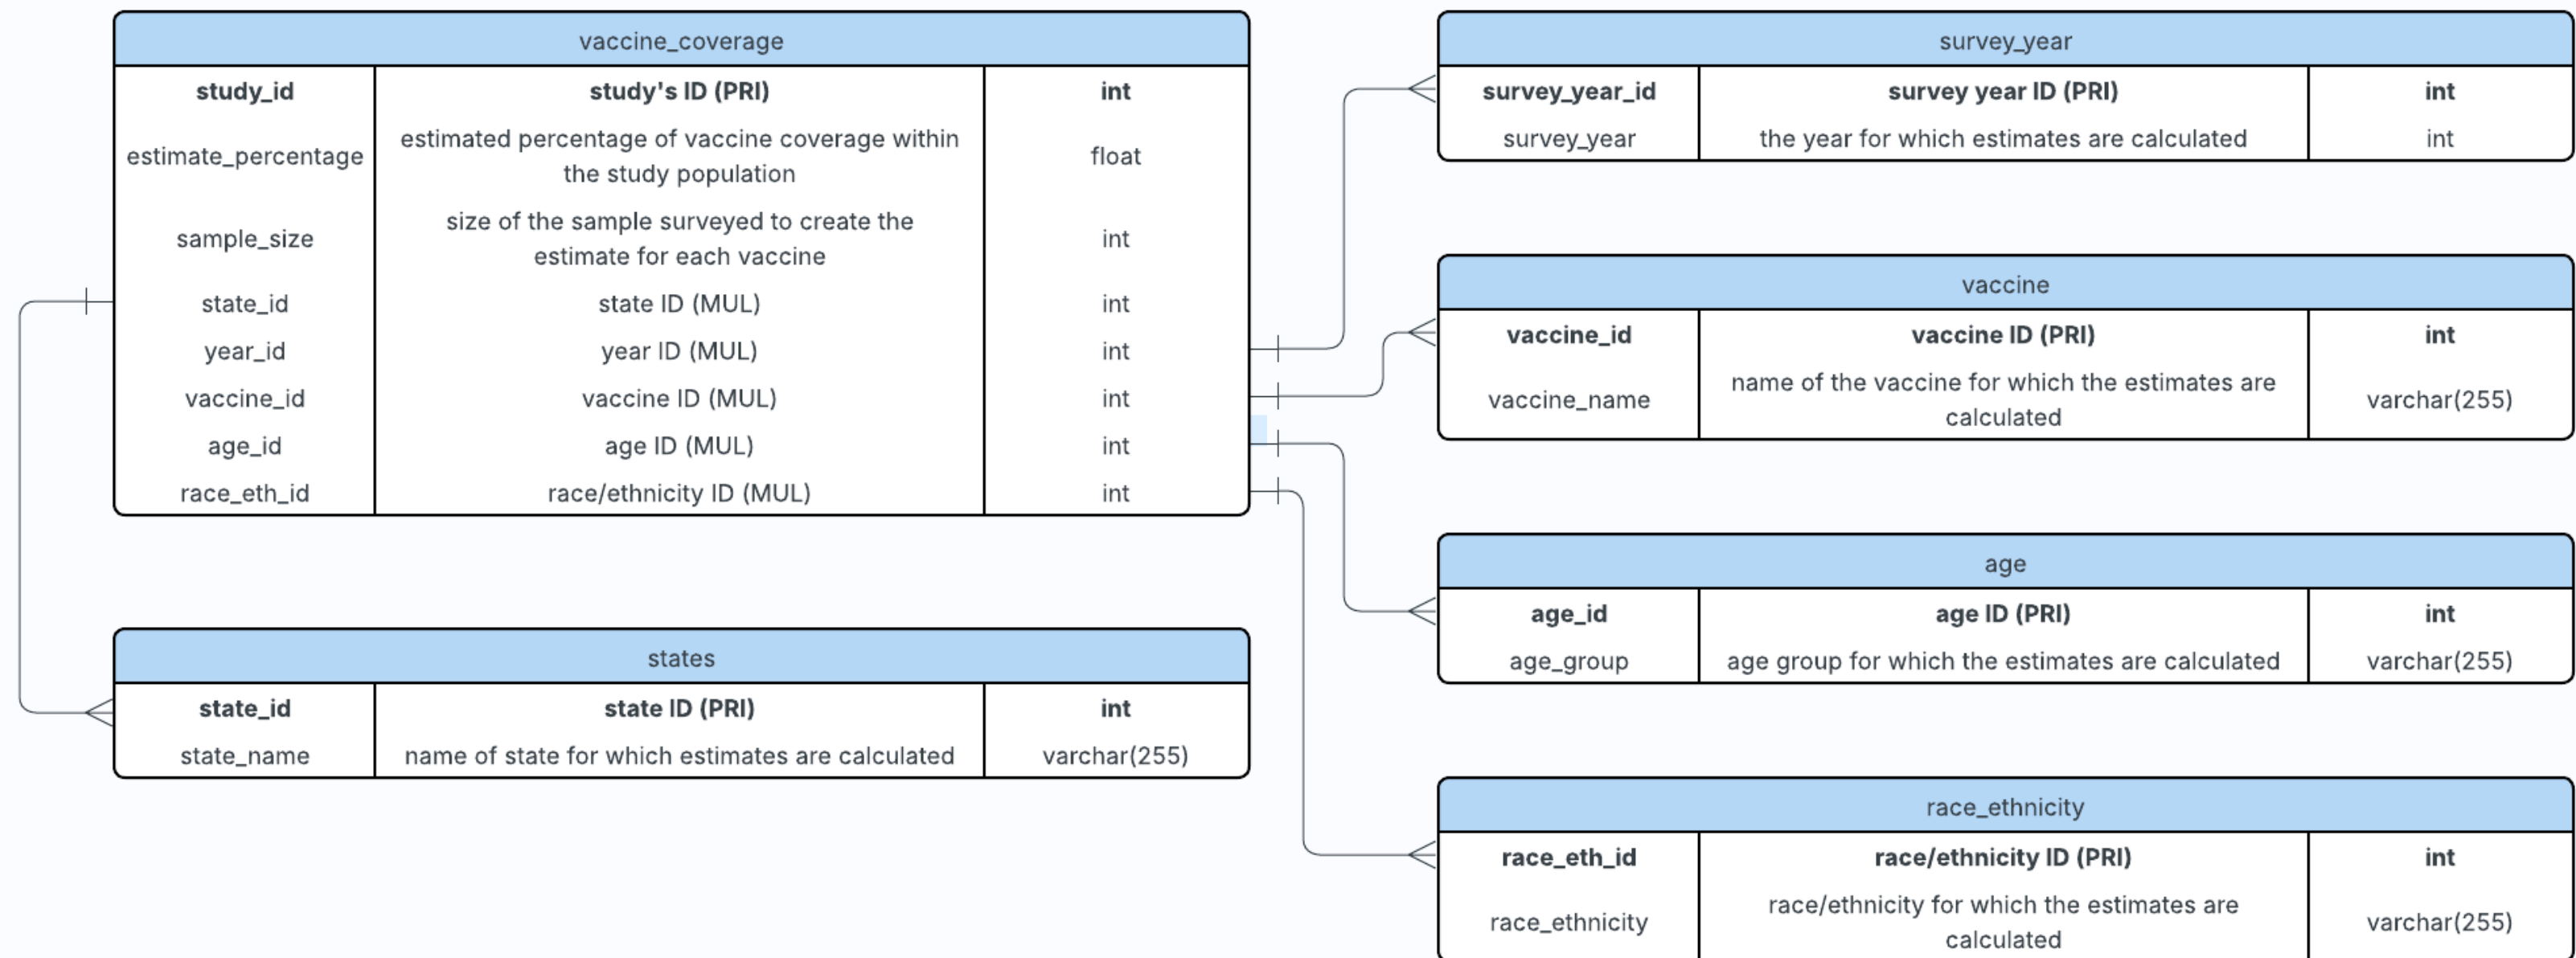 vaccine_coverage
study_id study's ID (PRI) int
estimate_percentage estimated percentage of vaccine coverage within the study population float
sample_size size of the sample surveyed to create the estimate for each vaccine int
state_id state ID (MUL) int
year_id year ID (MUL) int
vaccine_id vaccine ID (MUL) int
age_id age ID (MUL) int
race_eth_id race/ethnicity ID (MUL) int
states
state_id state ID (PRI) int
state_name name of state for which estimates are calculated varchar(255)
survey_year
survey_year_id survey year ID (PRI) int
survey_year the year for which estimates are calculated int
vaccine
vaccine_id vaccine ID (PRI) int
vaccine_name name of the vaccine for which the estimates are calculated varchar(255)
age
age_id age ID (PRI) int
age_group age group for which the estimates are calculated varchar(255)
race_ethnicity
race_eth_id race/ethnicity ID (PRI) int
race_ethnicity race/ethnicity for which the estimates are calculated varchar(255)